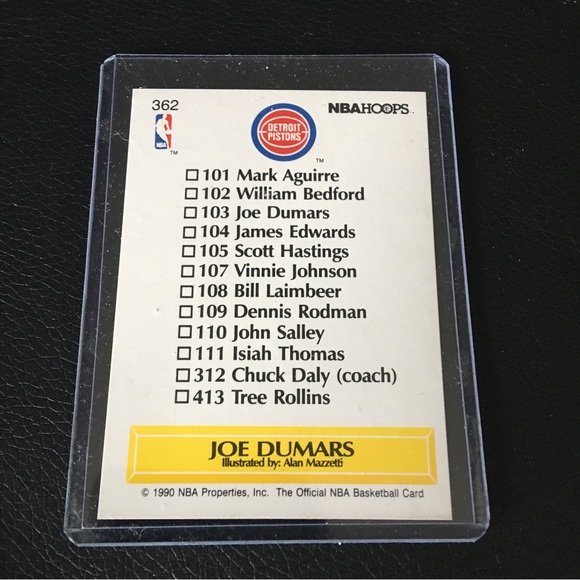 362
NBA HOOPS
NBA
TM
DETROIT
PISTONS
TM
101 Mark Aguirre
102 William Bedford
103 Joe Dumars
104 James Edwards
105 Scott Hastings
107 Vinnie Johnson
108 Bill Laimbeer
109 Dennis Rodman
110 John Salley
111 Isiah Thomas
312 Chuck Daly (coach)
413 Tree Rollins
JOE DUMARS
Illustrated by: Alan Mazzetti
© 1990 NBA Properties, Inc. The Official NBA Basketball Card